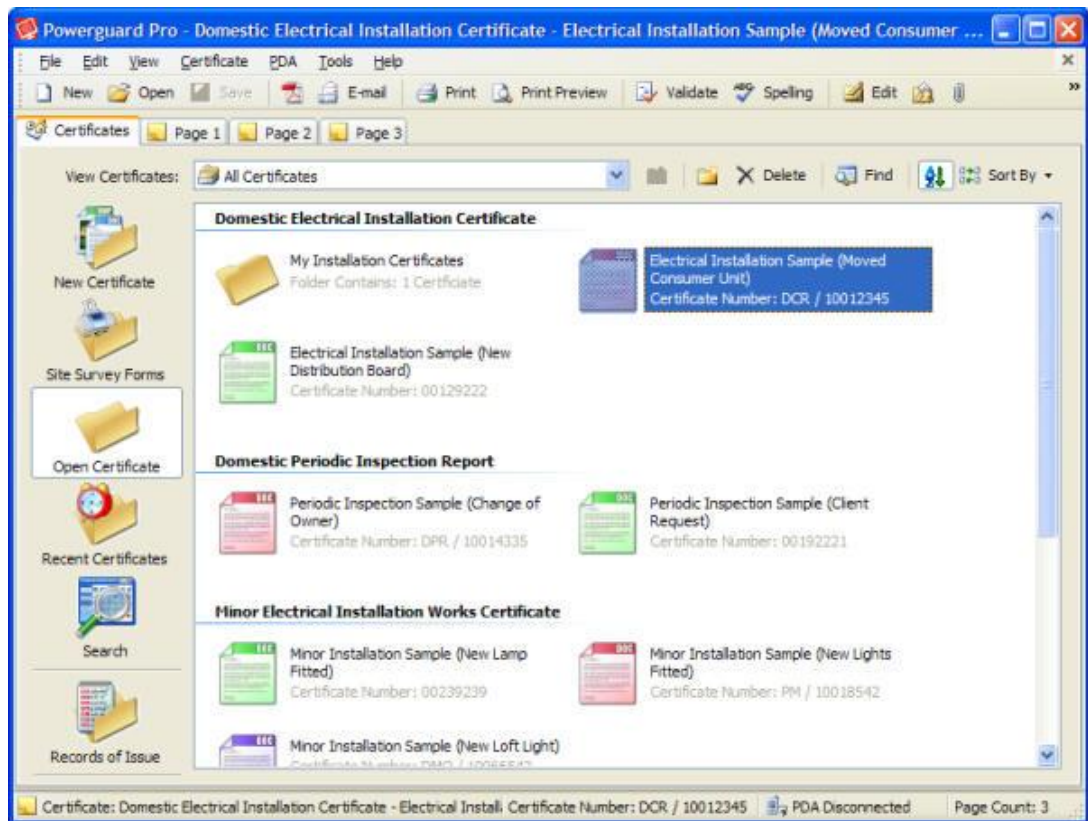 Powerguard Pro - Domestic Electrical Installation Certificate - Electrical Installation Sample (Moved Consumer ...
File Edit View Certificate PDA Tools Help
New Open Save E-mail Print Print Preview Validate Spelling Edit
Certificates Page 1 Page 2 Page 3
View Certificates: All Certificates Delete Find Sort By
Domestic Electrical Installation Certificate
New Certificate
Site Survey Forms
Open Certificate
Recent Certificates
Search
Records of Issue
My Installation Certificates
Folder Contains: 1 Certificiate
Electrical Installation Sample (Moved
Consumer Unit)
Certificate Number: DCR / 10012345
Electrical Installation Sample (New
Distribution Board)
Certificate Number: 00129222
Domestic Periodic Inspection Report
Periodic Inspection Sample (Change of
Owner)
Certificate Number: DPR / 10014335
Periodic Inspection Sample (Client
Request)
Certificate Number: 00192221
Minor Electrical Installation Works Certificate
Minor Installation Sample (New Lamp
Fitted)
Certificate Number: 00239239
Minor Installation Sample (New Lights
Fitted)
Certificate Number: PM / 10018542
Minor Installation Sample (New Loft Light)
Certificate: Domestic Electrical Installation Certificate - Electrical Install Certificate Number: DCR / 10012345 PDA Disconnected Page Count: 3